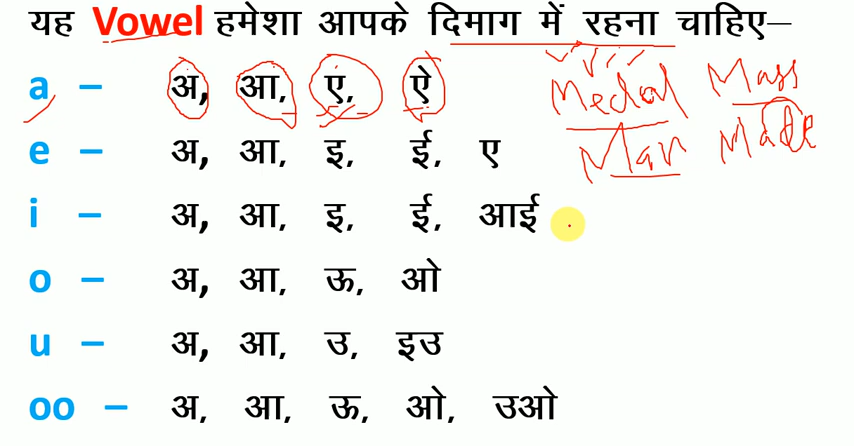 यह Vowel हमेशा आपके दिमाग में रहना चाहिए–
a – अ, आ, ए, ऐ Medal Mass
e – अ, आ, इ, ई, ए Man Made
i – अ, आ, इ, ई, आई
o – अ, आ, ऊ, ओ
u – अ, आ, उ, इउ
oo – अ, आ, ऊ, ओ, उओ